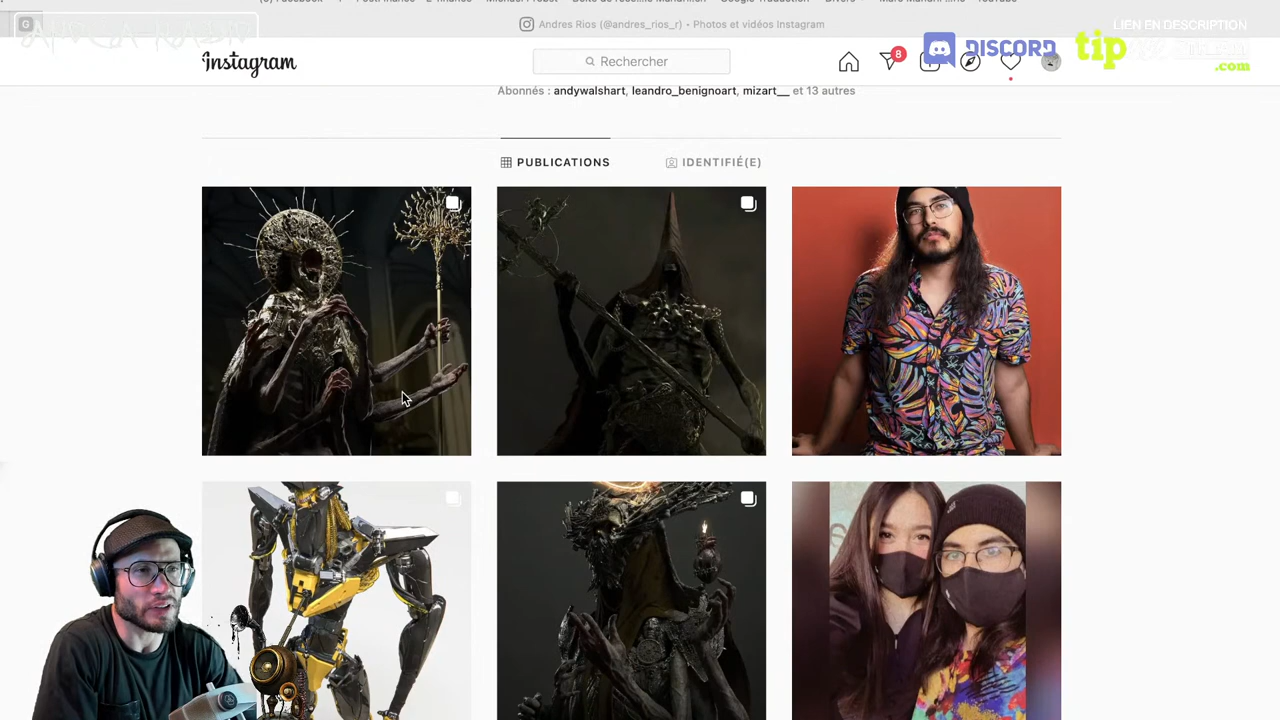 Andres Rios (@andres_rios_r) • Photos et vidéos Instagram
LIEN EN DESCRIPTION
Instagram
Rechercher
8
DISCORD
tip
.com
Abonnés : andywalshart, leandro_benignoart, mizart__ et 13 autres
PUBLICATIONS
IDENTIFIÉ(E)